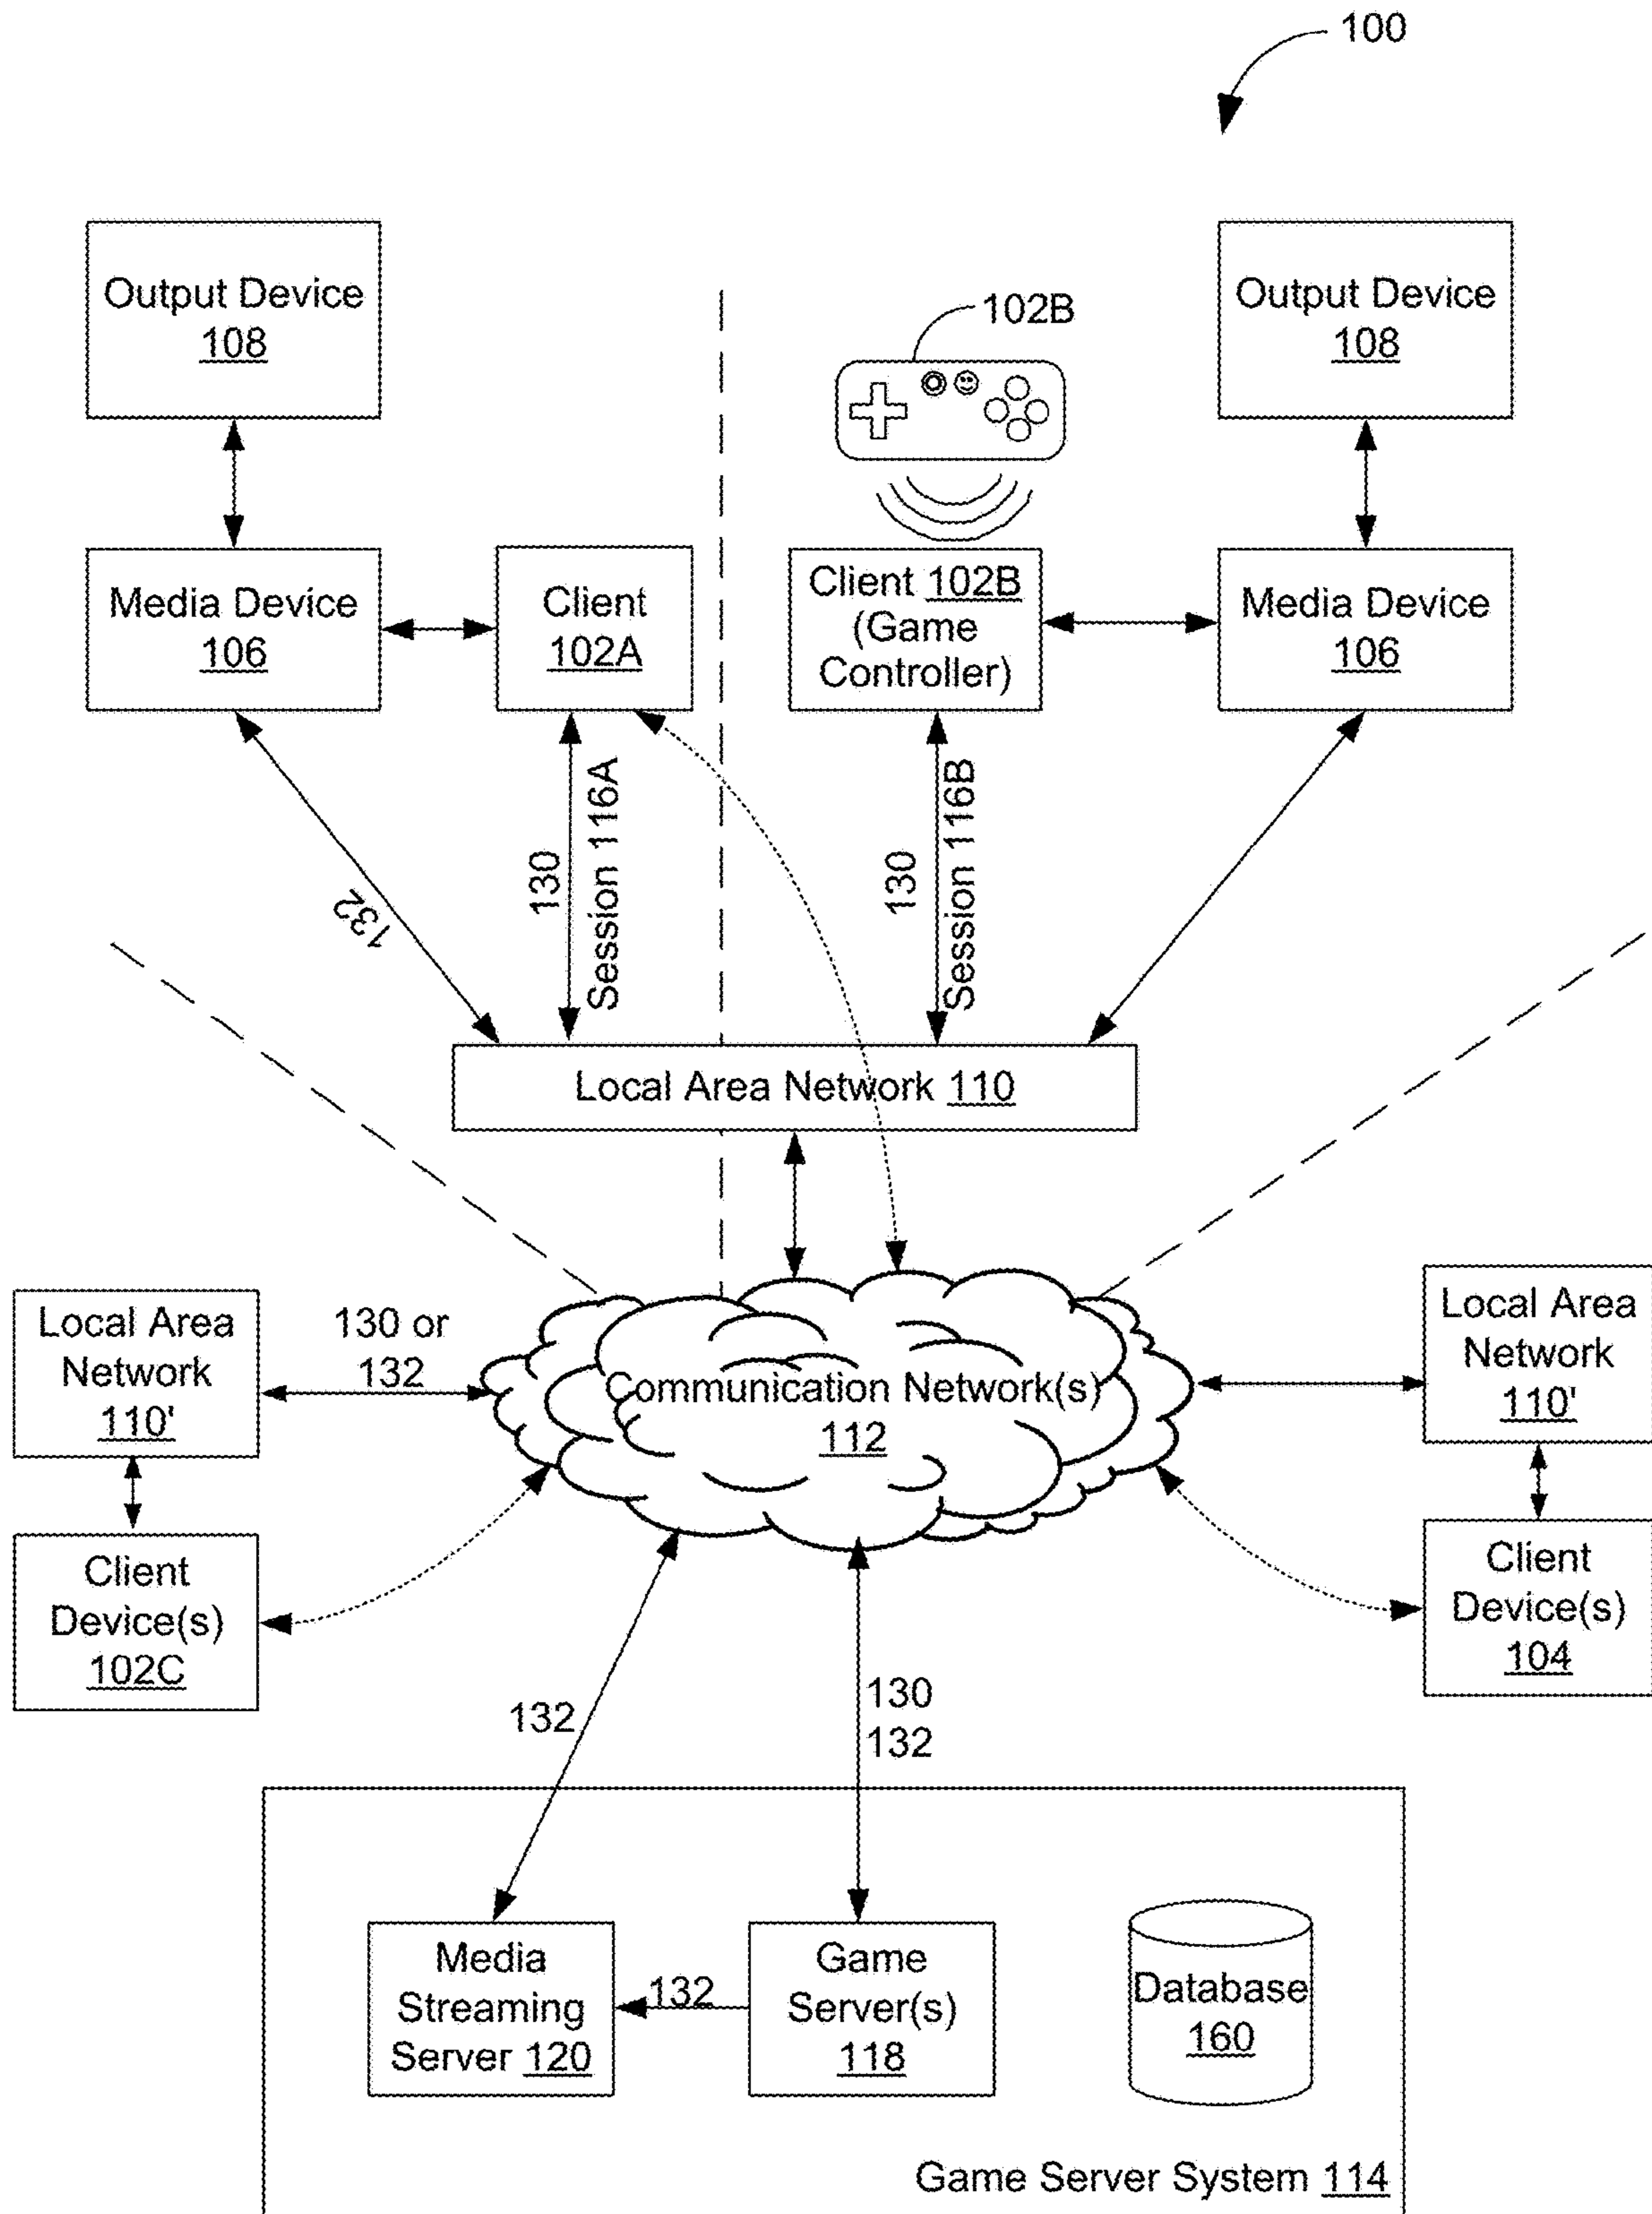 100
Output Device
108
102B
Output Device
108
Media Device
106
Client
102A
Client 102B
(Game
Controller)
Media Device
106
132
130
Session 116A
130
Session 116B
Local Area Network 110
Local Area
Network
110'
130 or
132
Communication Network(s)
112
Local Area
Network
110'
Client
Device(s)
102C
Client
Device(s)
104
132
130
132
Media
Streaming
Server 120
132
Game
Server(s)
118
Database
160
Game Server System 114